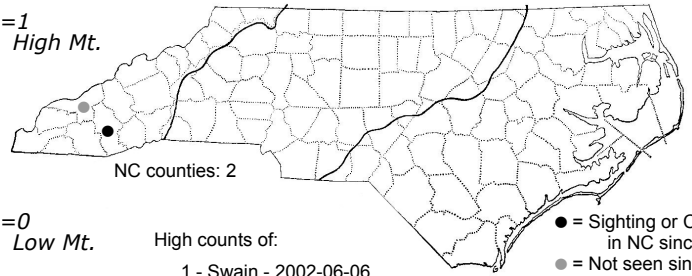 =1
High Mt.
NC counties: 2
=0
Low Mt.
High counts of:
1 - Swain - 2002-06-06
● = Sighting or C
in NC sinc
● = Not seen sin